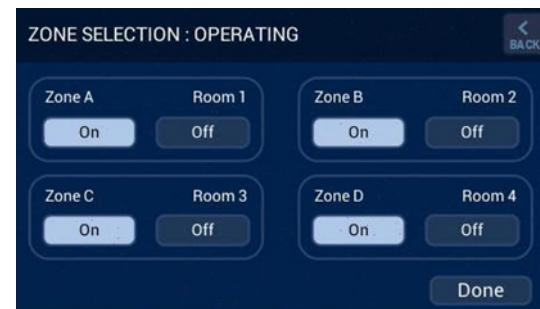 ZONE SELECTION : OPERATING
BACK
Zone A Room 1
On Off
Zone B Room 2
On Off
Zone C Room 3
On Off
Zone D Room 4
On Off
Done